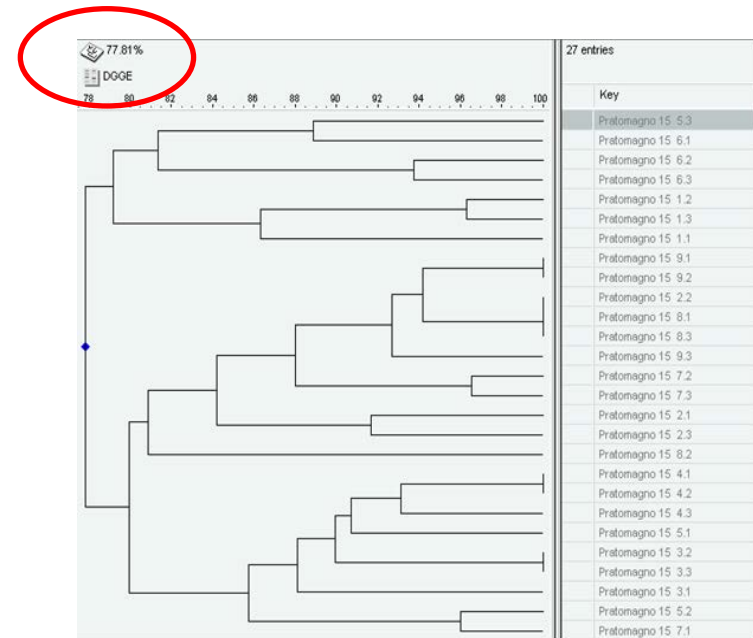 77.81%
DGGE
78 80 82 84 86 88 90 92 94 96 98 100
27 entries
Key
Pratomagno 15 5.3
Pratomagno 15 6.1
Pratomagno 15 6.2
Pratomagno 15 6.3
Pratomagno 15 1.2
Pratomagno 15 1.3
Pratomagno 15 1.1
Pratomagno 15 9.1
Pratomagno 15 9.2
Pratomagno 15 2.2
Pratomagno 15 8.1
Pratomagno 15 8.3
Pratomagno 15 9.3
Pratomagno 15 7.2
Pratomagno 15 7.3
Pratomagno 15 2.1
Pratomagno 15 2.3
Pratomagno 15 8.2
Pratomagno 15 4.1
Pratomagno 15 4.2
Pratomagno 15 4.3
Pratomagno 15 5.1
Pratomagno 15 3.2
Pratomagno 15 3.3
Pratomagno 15 3.1
Pratomagno 15 5.2
Pratomagno 15 7.1